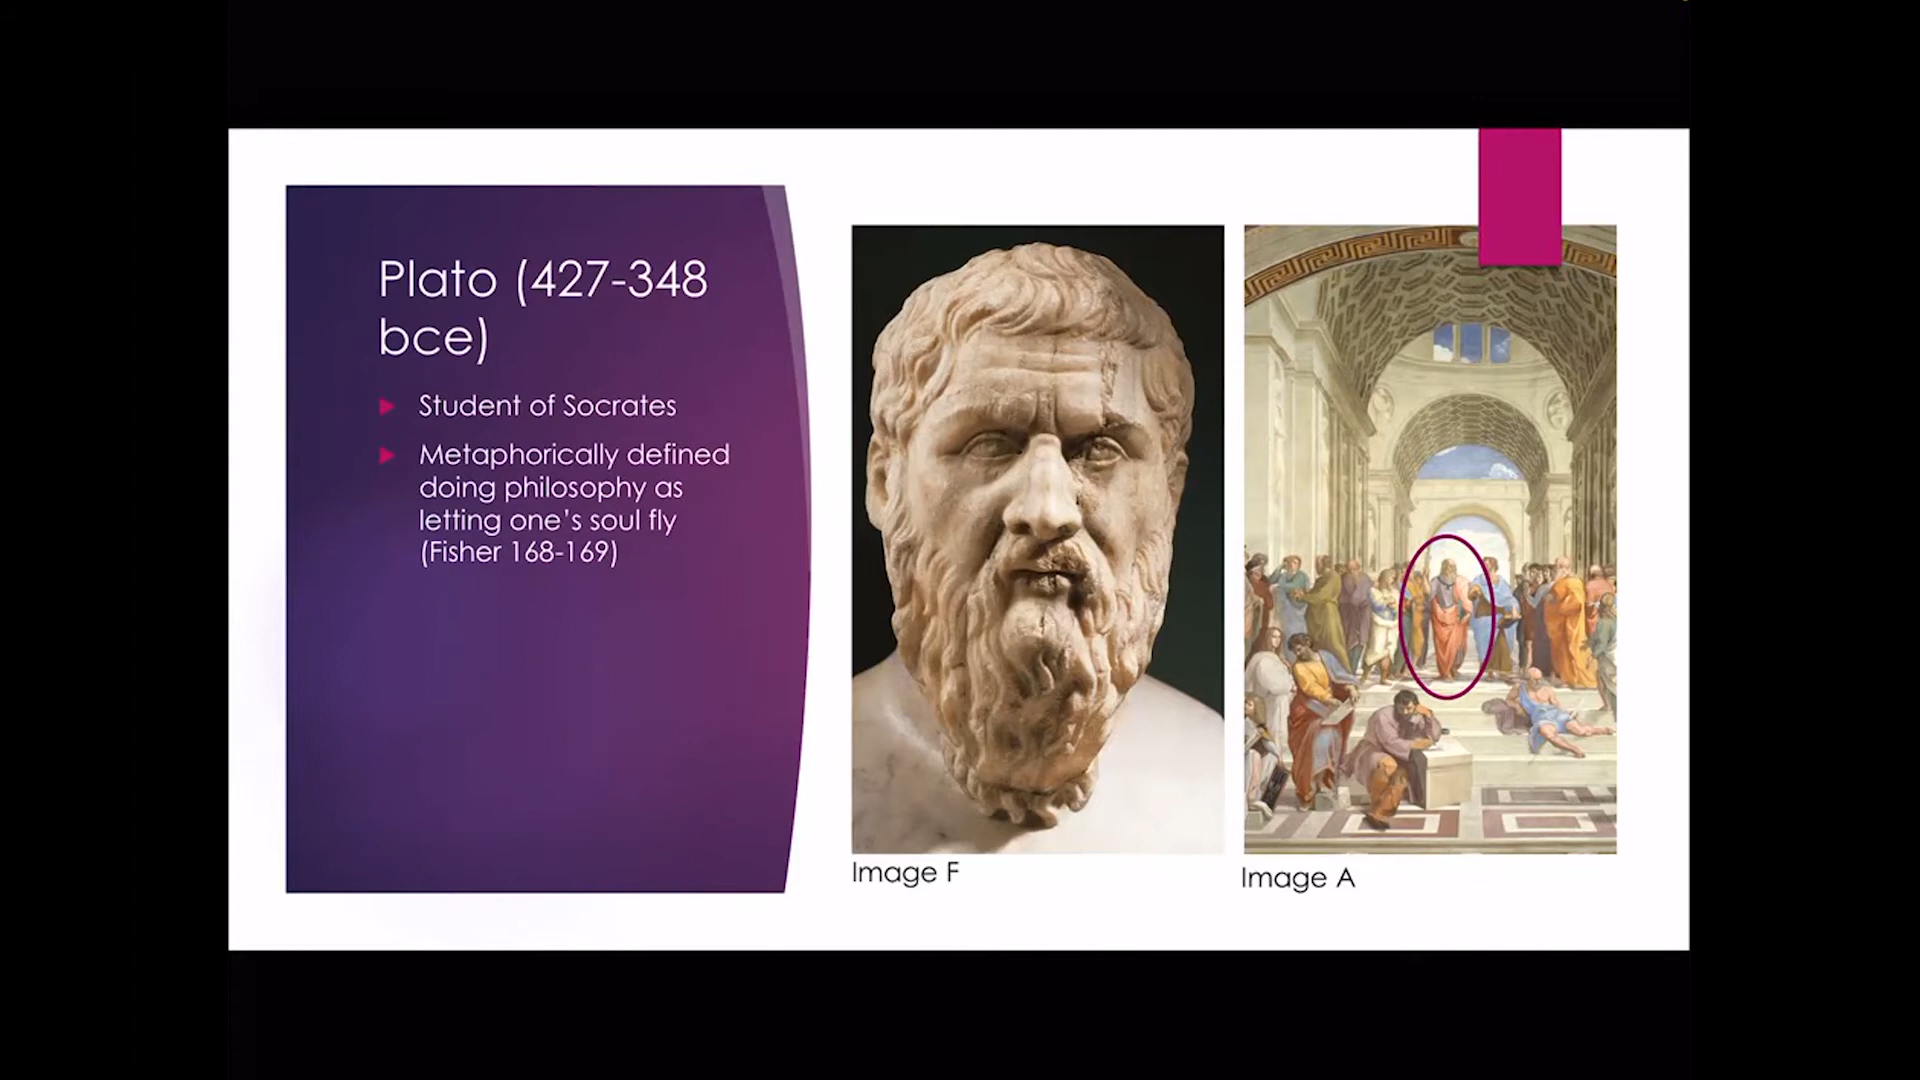 Plato (427-348
bce)
Student of Socrates
Metaphorically defined
doing philosophy as
letting one’s soul fly
(Fisher 168-169)
Image F
Image A